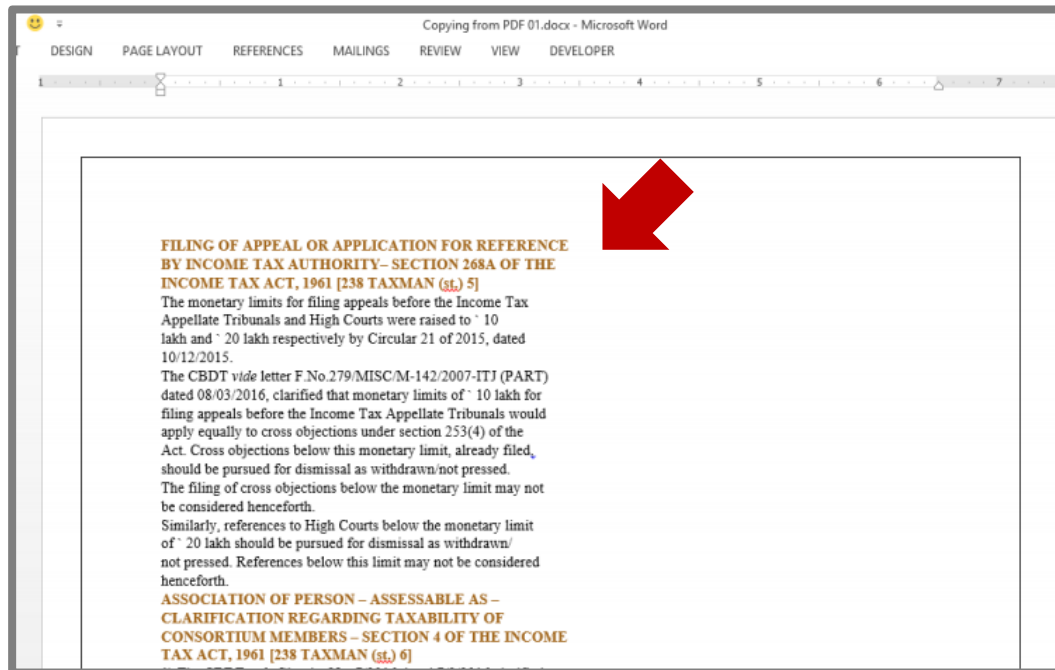 Copying from PDF 01.docx - Microsoft Word
DESIGN PAGE LAYOUT REFERENCES MAILINGS REVIEW VIEW DEVELOPER
1 1 2 3 4 5 6 7
FILING OF APPEAL OR APPLICATION FOR REFERENCE
BY INCOME TAX AUTHORITY– SECTION 268A OF THE
INCOME TAX ACT, 1961 [238 TAXMAN (st.) 5]
The monetary limits for filing appeals before the Income Tax
Appellate Tribunals and High Courts were raised to ` 10
lakh and ` 20 lakh respectively by Circular 21 of 2015, dated
10/12/2015.
The CBDT vide letter F.No.279/MISC/M-142/2007-ITJ (PART)
dated 08/03/2016, clarified that monetary limits of ` 10 lakh for
filing appeals before the Income Tax Appellate Tribunals would
apply equally to cross objections under section 253(4) of the
Act. Cross objections below this monetary limit, already filed,
should be pursued for dismissal as withdrawn/not pressed.
The filing of cross objections below the monetary limit may not
be considered henceforth.
Similarly, references to High Courts below the monetary limit
of ` 20 lakh should be pursued for dismissal as withdrawn/
not pressed. References below this limit may not be considered
henceforth.
ASSOCIATION OF PERSON – ASSESSABLE AS –
CLARIFICATION REGARDING TAXABILITY OF
CONSORTIUM MEMBERS – SECTION 4 OF THE INCOME
TAX ACT, 1961 [238 TAXMAN (st.) 6]